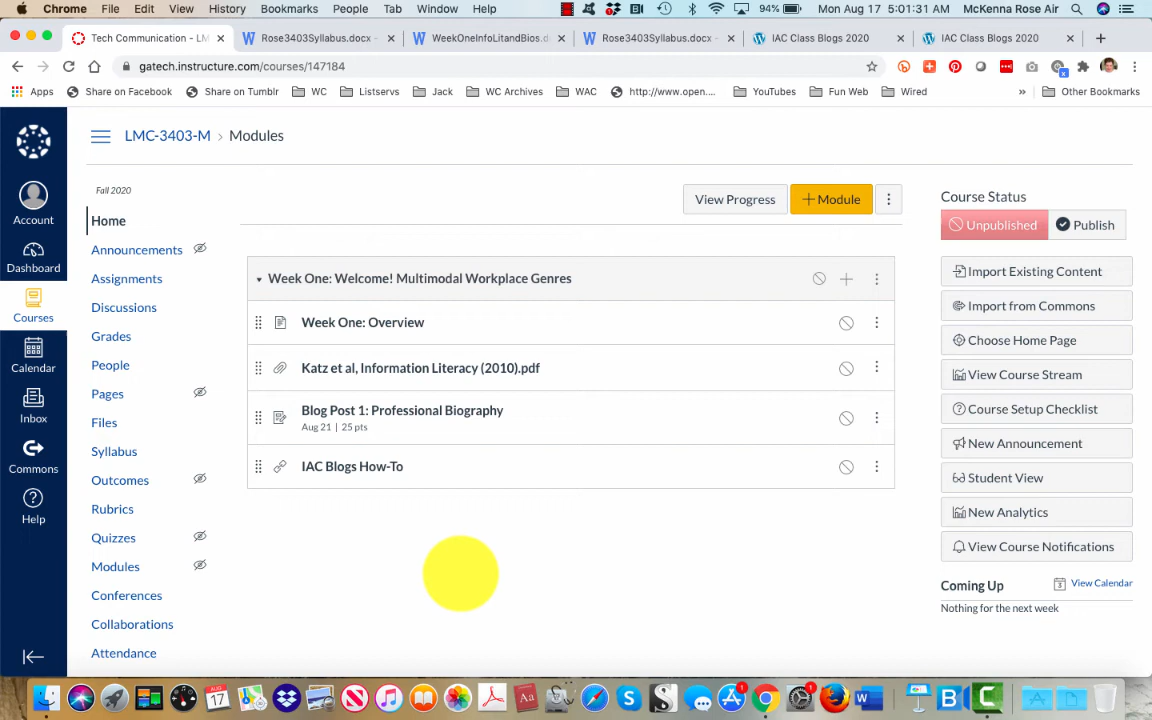 Chrome File Edit View History Bookmarks People Tab Window Help 94% Mon Aug 17 5:01:31 AM McKenna Rose Air
Tech Communication - LM Rose3403Syllabus.docx WeekOneInfoLitandBios.d Rose3403Syllabus.docx IAC Class Blogs 2020 IAC Class Blogs 2020
gatech.instructure.com/courses/147184
Apps Share on Facebook Share on Tumblr WC Listservs Jack WC Archives WAC http://www.open.... YouTubes Fun Web Wired » Other Bookmarks
LMC-3403-M > Modules
Fall 2020
Account
Dashboard
Courses
Calendar
Inbox
Commons
Help
Home
Announcements
Assignments
Discussions
Grades
People
Pages
Files
Syllabus
Outcomes
Rubrics
Quizzes
Modules
Conferences
Collaborations
Attendance
View Progress + Module
Week One: Welcome! Multimodal Workplace Genres
Week One: Overview
Katz et al, Information Literacy (2010).pdf
Blog Post 1: Professional Biography
Aug 21 | 25 pts
IAC Blogs How-To
Course Status
Unpublished Publish
Import Existing Content
Import from Commons
Choose Home Page
View Course Stream
Course Setup Checklist
New Announcement
Student View
New Analytics
View Course Notifications
Coming Up View Calendar
Nothing for the next week